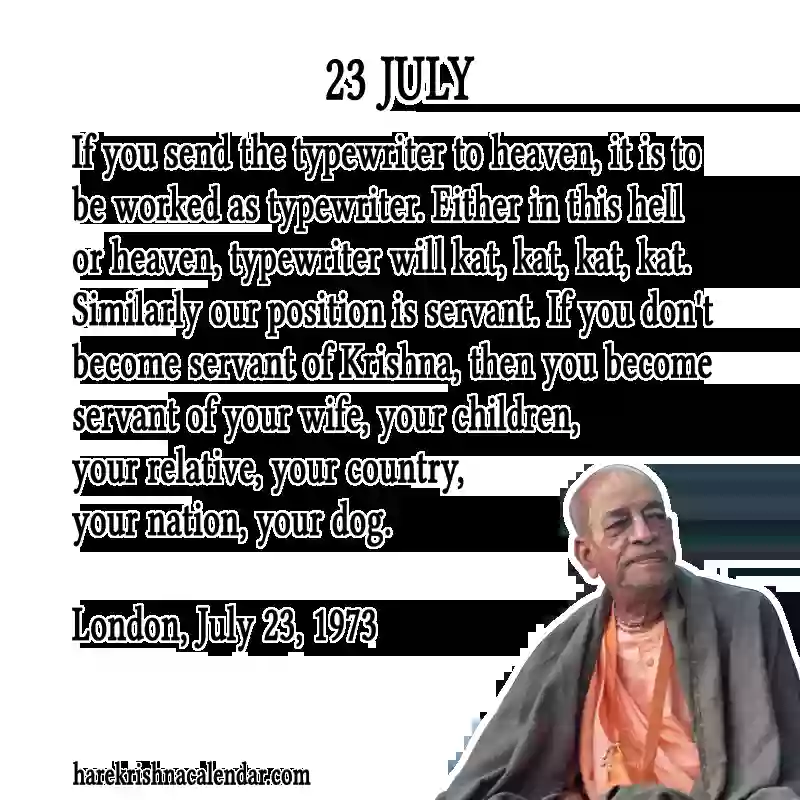 23 JULY
If you send the typewriter to heaven, it is to
be worked as typewriter. Either in this hell
or heaven, typewriter will kat, kat, kat, kat.
Similarly our position is servant. If you don't
become servant of Krishna, then you become
servant of your wife, your children,
your relative, your country,
your nation, your dog.
London, July 23, 1973
harekrishnacalendar.com